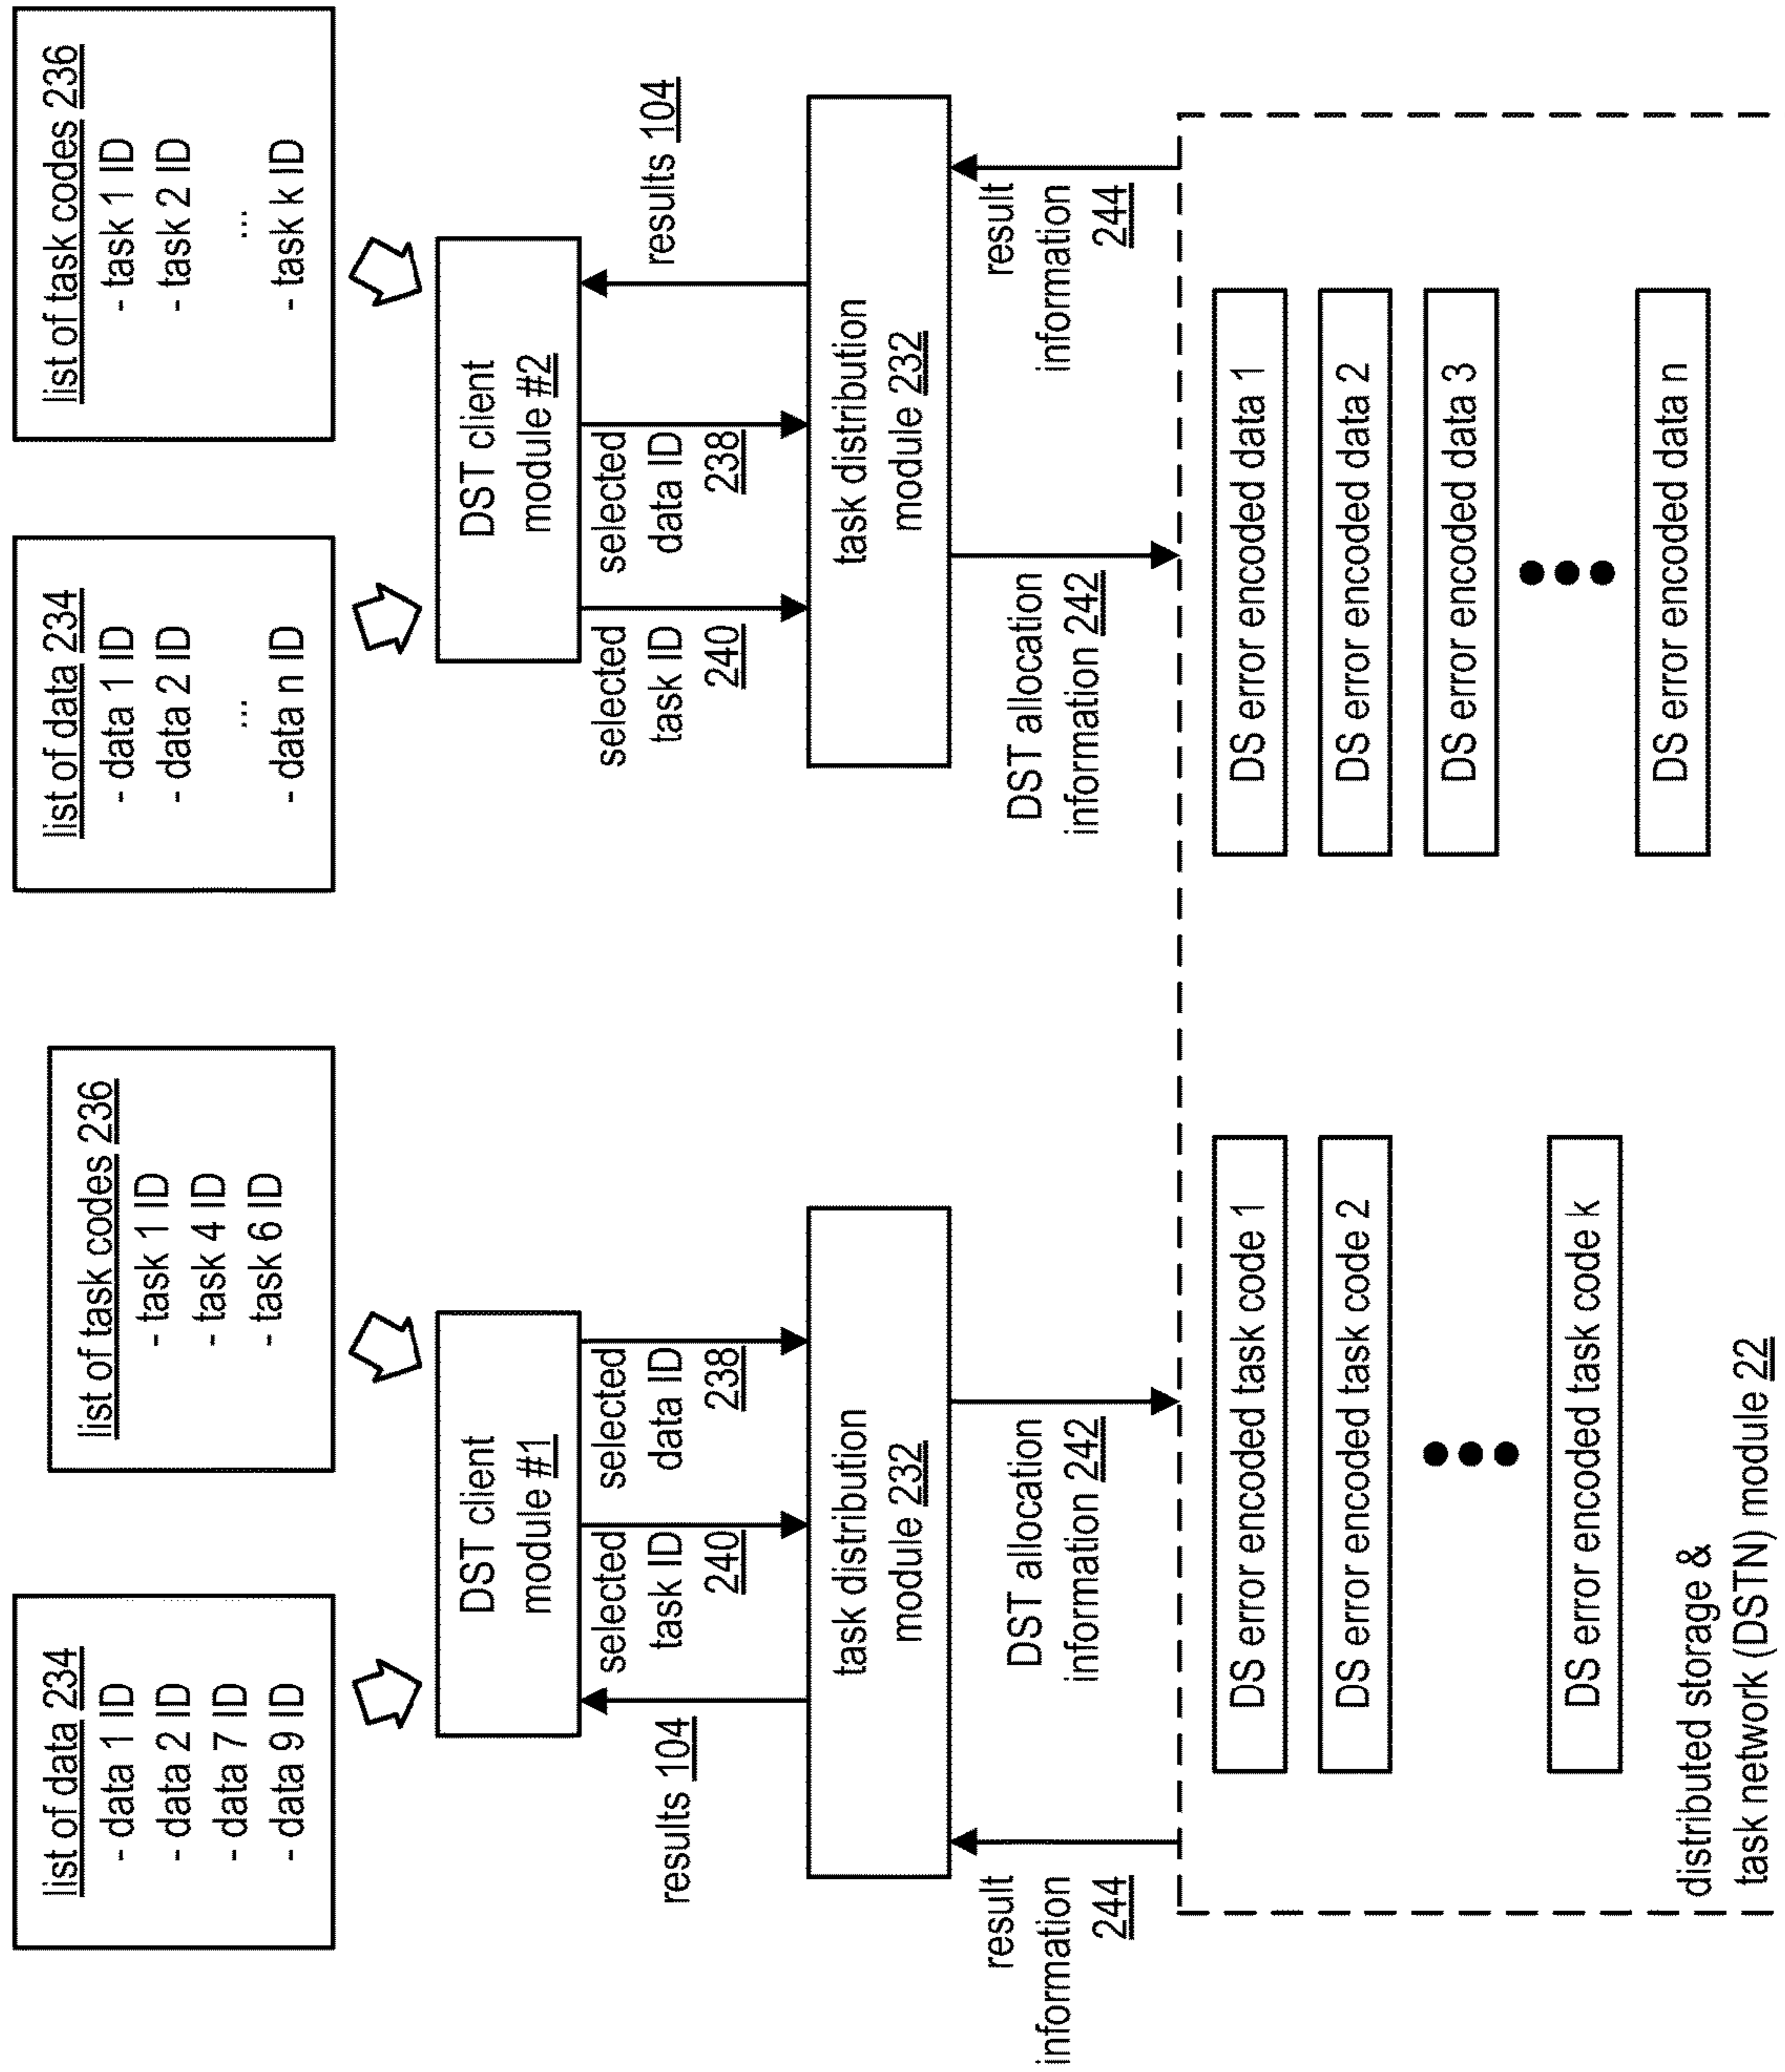 list of data 234
- data 1 ID
- data 2 ID
- data 7 ID
- data 9 ID
list of task codes 236
- task 1 ID
- task 4 ID
- task 6 ID
list of data 234
- data 1 ID
- data 2 ID
...
- data n ID
list of task codes 236
- task 1 ID
- task 2 ID
...
- task k ID
DST client
module #1
DST client
module #2
results 104
selected
task ID
240
selected
data ID
238
selected
task ID
240
selected
data ID
238
results 104
task distribution
module 232
task distribution
module 232
result
information
244
DST allocation
information 242
DST allocation
information 242
result
information
244
DS error encoded task code 1
DS error encoded task code 2
DS error encoded task code k
DS error encoded data 1
DS error encoded data 2
DS error encoded data 3
DS error encoded data n
distributed storage &
task network (DSTN) module 22